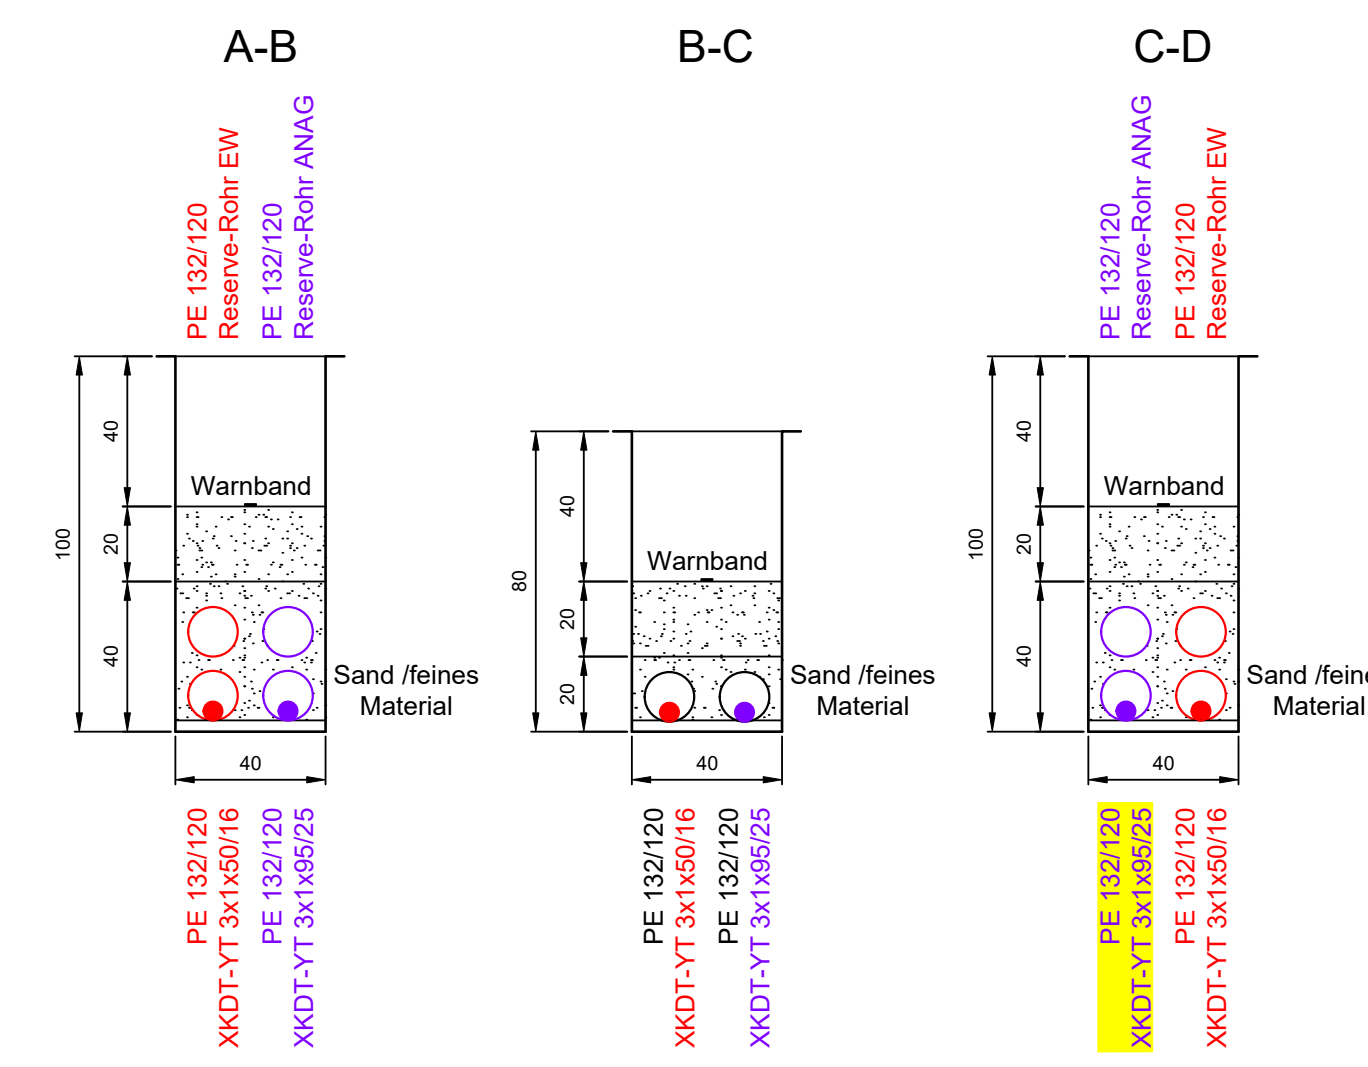 A-B
B-C
C-D
PE 132/120
Reserve-Rohr EW
PE 132/120
Reserve-Rohr ANAG
PE 132/120
Reserve-Rohr ANAG
PE 132/120
Reserve-Rohr EW
100
40
20
40
Warnband
Sand /feines
Material
40
80
40
20
20
Warnband
Sand /feines
Material
40
100
40
20
40
Warnband
Sand /feine
Material
40
PE 132/120
XKDT-YT 3x1x50/16
PE 132/120
XKDT-YT 3x1x95/25
PE 132/120
XKDT-YT 3x1x50/16
PE 132/120
XKDT-YT 3x1x95/25
PE 132/120
XKDT-YT 3x1x95/25
PE 132/120
XKDT-YT 3x1x50/16